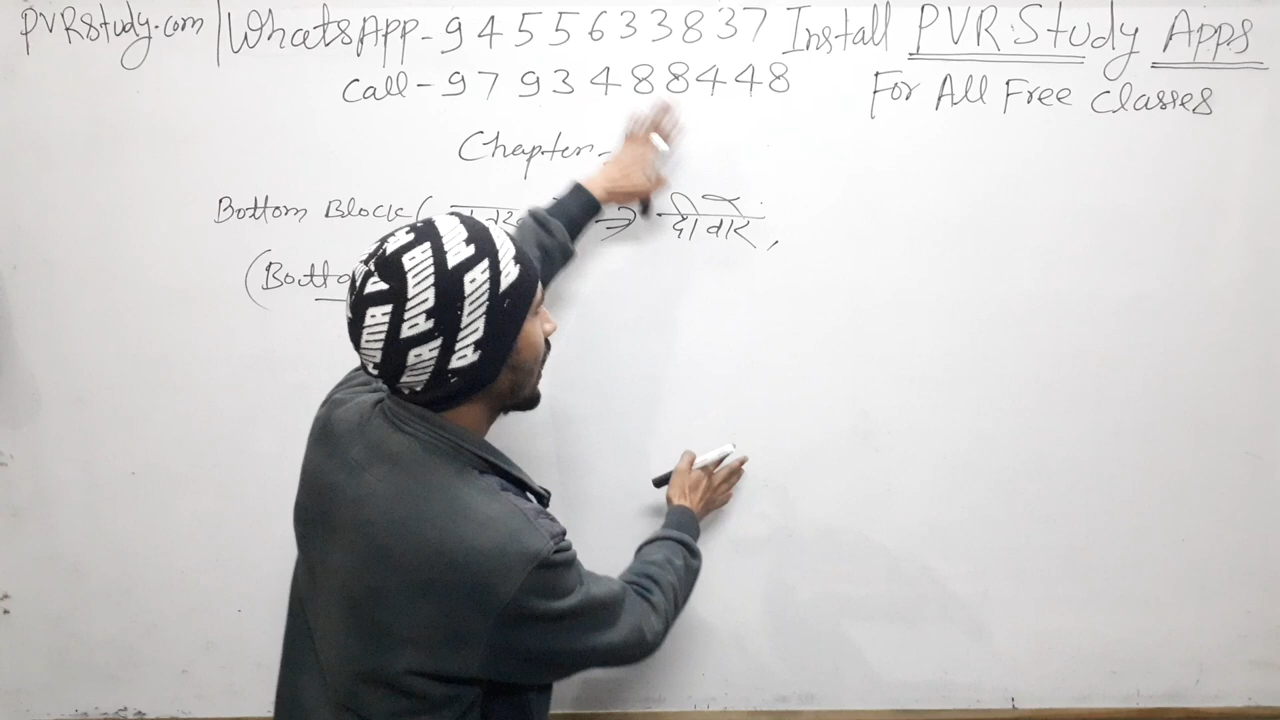 PVRstudy.com | WhatsApp-9455633837 Install PVR Study Apps
Call-9793488448 For All Free Classes
Chapter-
Bottom Block ( ⇒
(Botto
PUMA PUMA PUMA PUMA